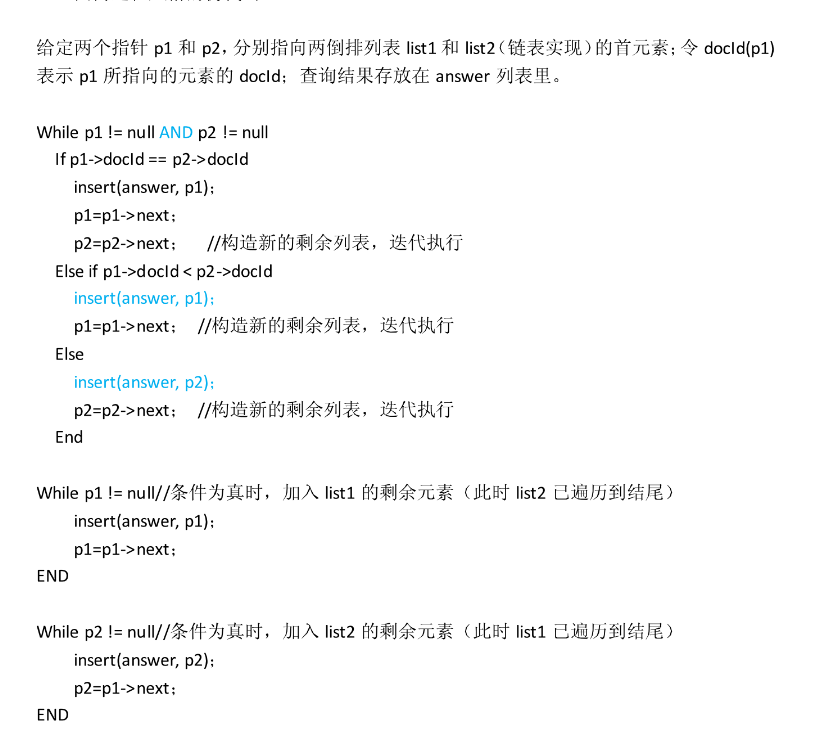 给定两个指针 p1 和 p2，分别指向两倒排列表 list1 和 list2（链表实现）的首元素；令 docId(p1)
表示 p1 所指向的元素的 docId；查询结果存放在 answer 列表里。
While p1 != null AND p2 != null
If p1->docId == p2->docId
insert(answer, p1);
p1=p1->next；
p2=p2->next； //构造新的剩余列表，迭代执行
Else if p1->docId < p2->docId
insert(answer, p1)；
p1=p1->next； //构造新的剩余列表，迭代执行
Else
insert(answer, p2)；
p2=p2->next； //构造新的剩余列表，迭代执行
End
While p1 != null//条件为真时，加入 list1 的剩余元素（此时 list2 已遍历到结尾）
insert(answer, p1)；
p1=p1->next；
END
While p2 != null//条件为真时，加入 list2 的剩余元素（此时 list1 已遍历到结尾）
insert(answer, p2)；
p2=p1->next；
END